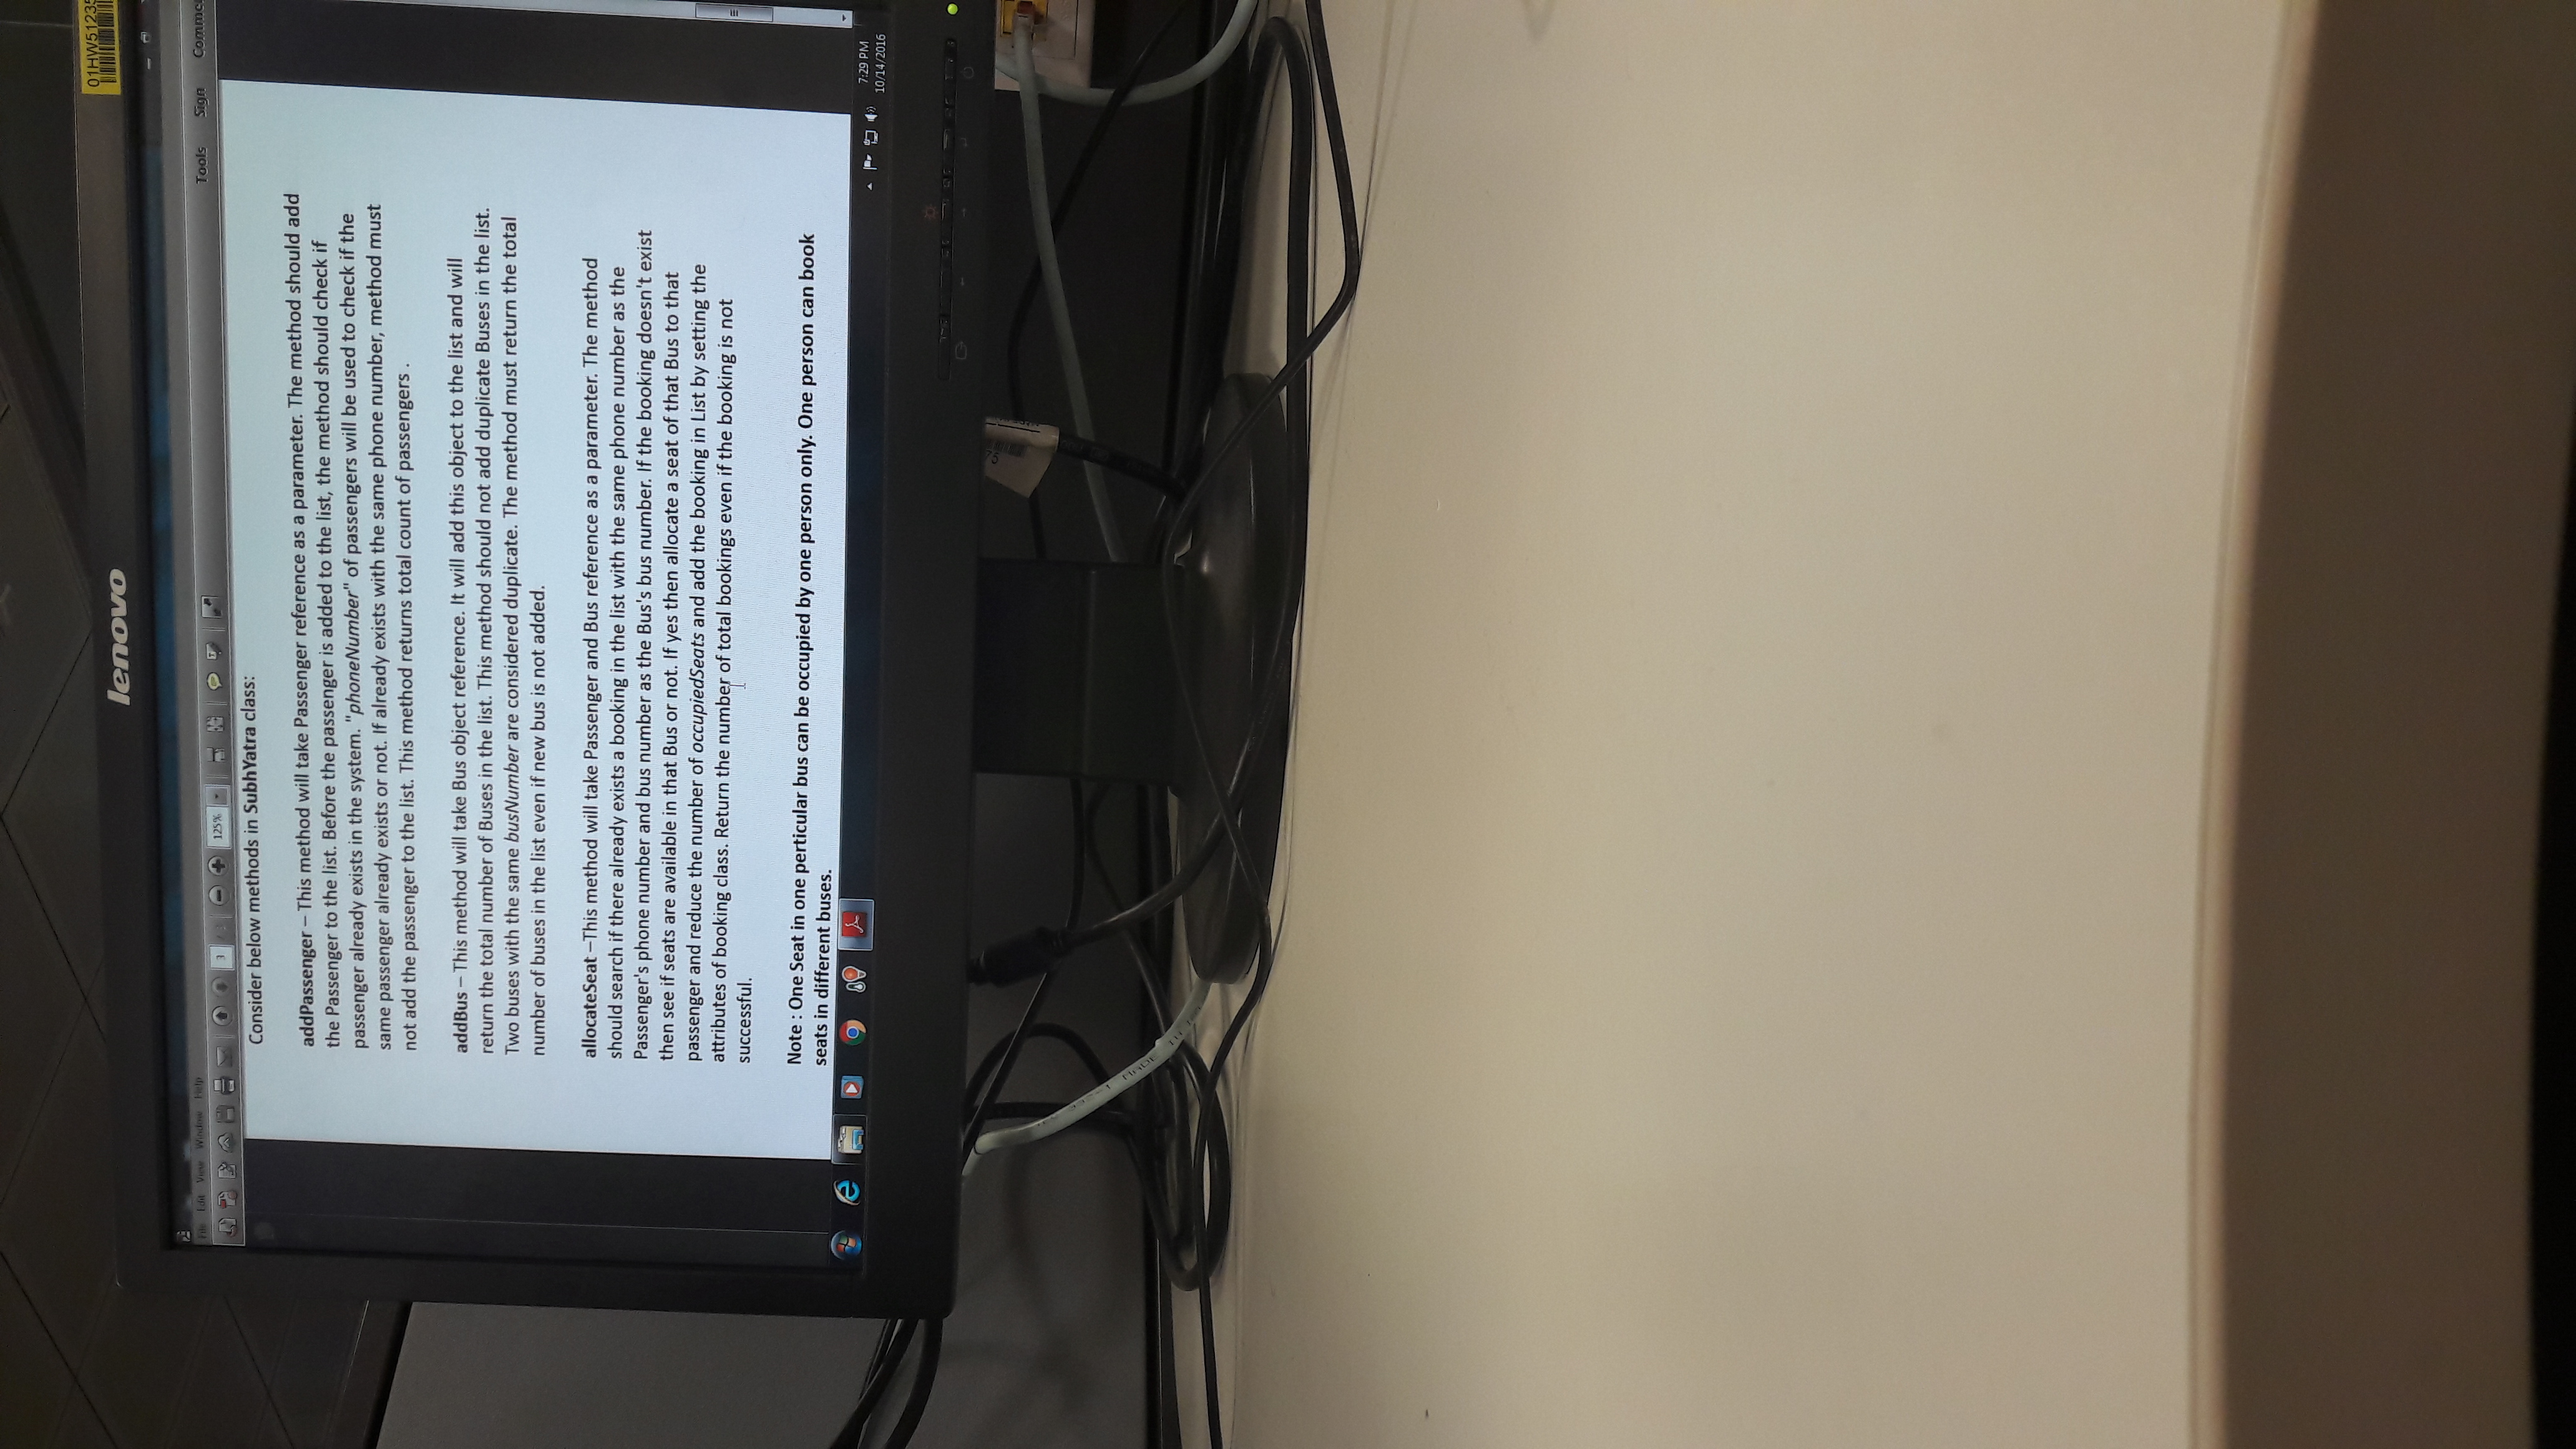 lenovo
01HW51235
File Edit View Window Help
Tools Sign
3 125%
Consider below methods in SubhYatra class:
addPassenger – This method will take Passenger reference as a parameter. The method should add
the Passenger to the list. Before the passenger is added to the list, the method should check if
passenger already exists in the system. "phoneNumber" of passengers will be used to check if the
same passenger already exists or not. If already exists with the same phone number, method must
not add the passenger to the list. This method returns total count of passengers .
addBus – This method will take Bus object reference. It will add this object to the list and will
return the total number of Buses in the list. This method should not add duplicate Buses in the list.
Two buses with the same busNumber are considered duplicate. The method must return the total
number of buses in the list even if new bus is not added.
allocateSeat –This method will take Passenger and Bus reference as a parameter. The method
should search if there already exists a booking in the list with the same phone number as the
Passenger's phone number and bus number as the Bus's bus number. If the booking doesn't exist
then see if seats are available in that Bus or not. If yes then allocate a seat of that Bus to that
passenger and reduce the number of occupiedSeats and add the booking in List by setting the
attributes of booking class. Return the number of total bookings even if the booking is not
successful.
Note : One Seat in one perticular bus can be occupied by one person only. One person can book
seats in different buses.
7:29 PM
10/14/2016